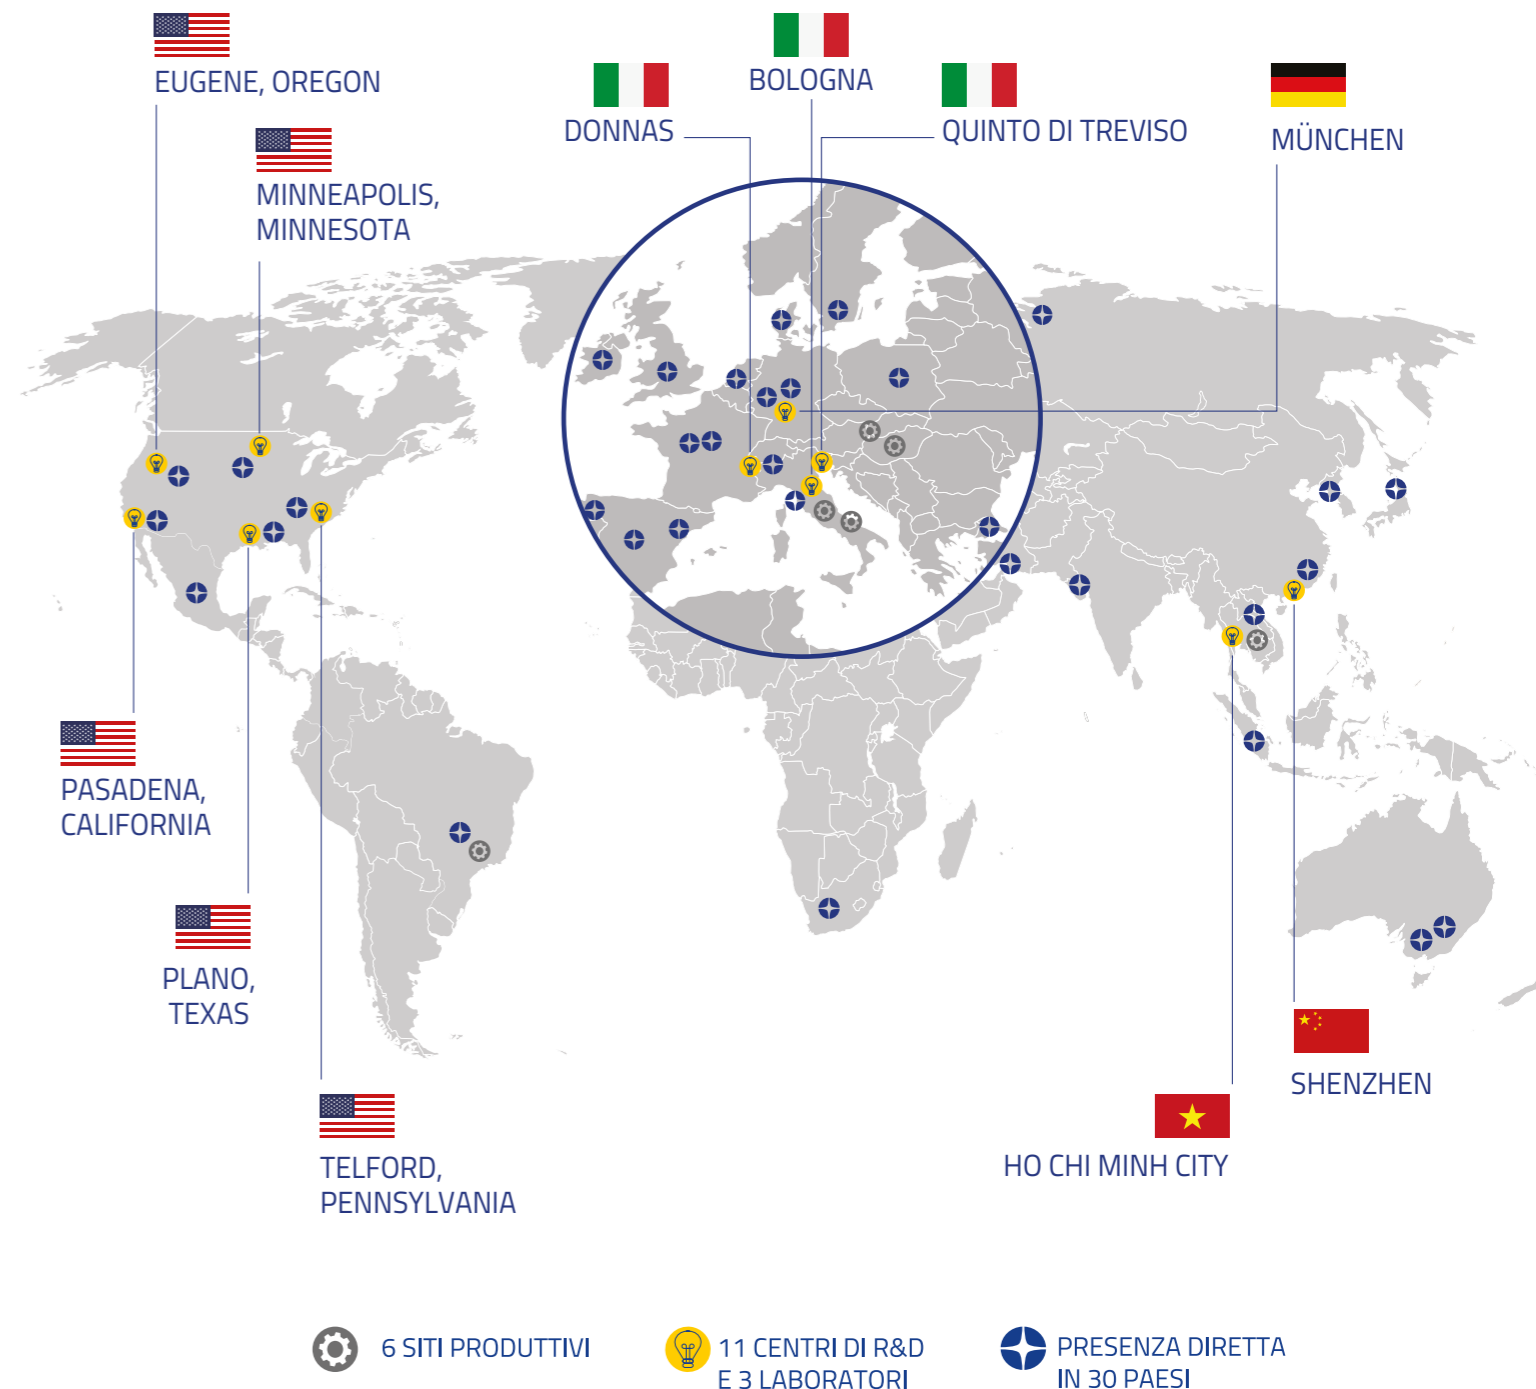 EUGENE, OREGON
MINNEAPOLIS,
MINNESOTA
DONNAS
BOLOGNA
QUINTO DI TREVISO
MÜNCHEN
PASADENA,
CALIFORNIA
PLANO,
TEXAS
TELFORD,
PENNSYLVANIA
HO CHI MINH CITY
SHENZHEN
6 SITI PRODUTTIVI
11 CENTRI DI R&D
E 3 LABORATORI
PRESENZA DIRETTA
IN 30 PAESI